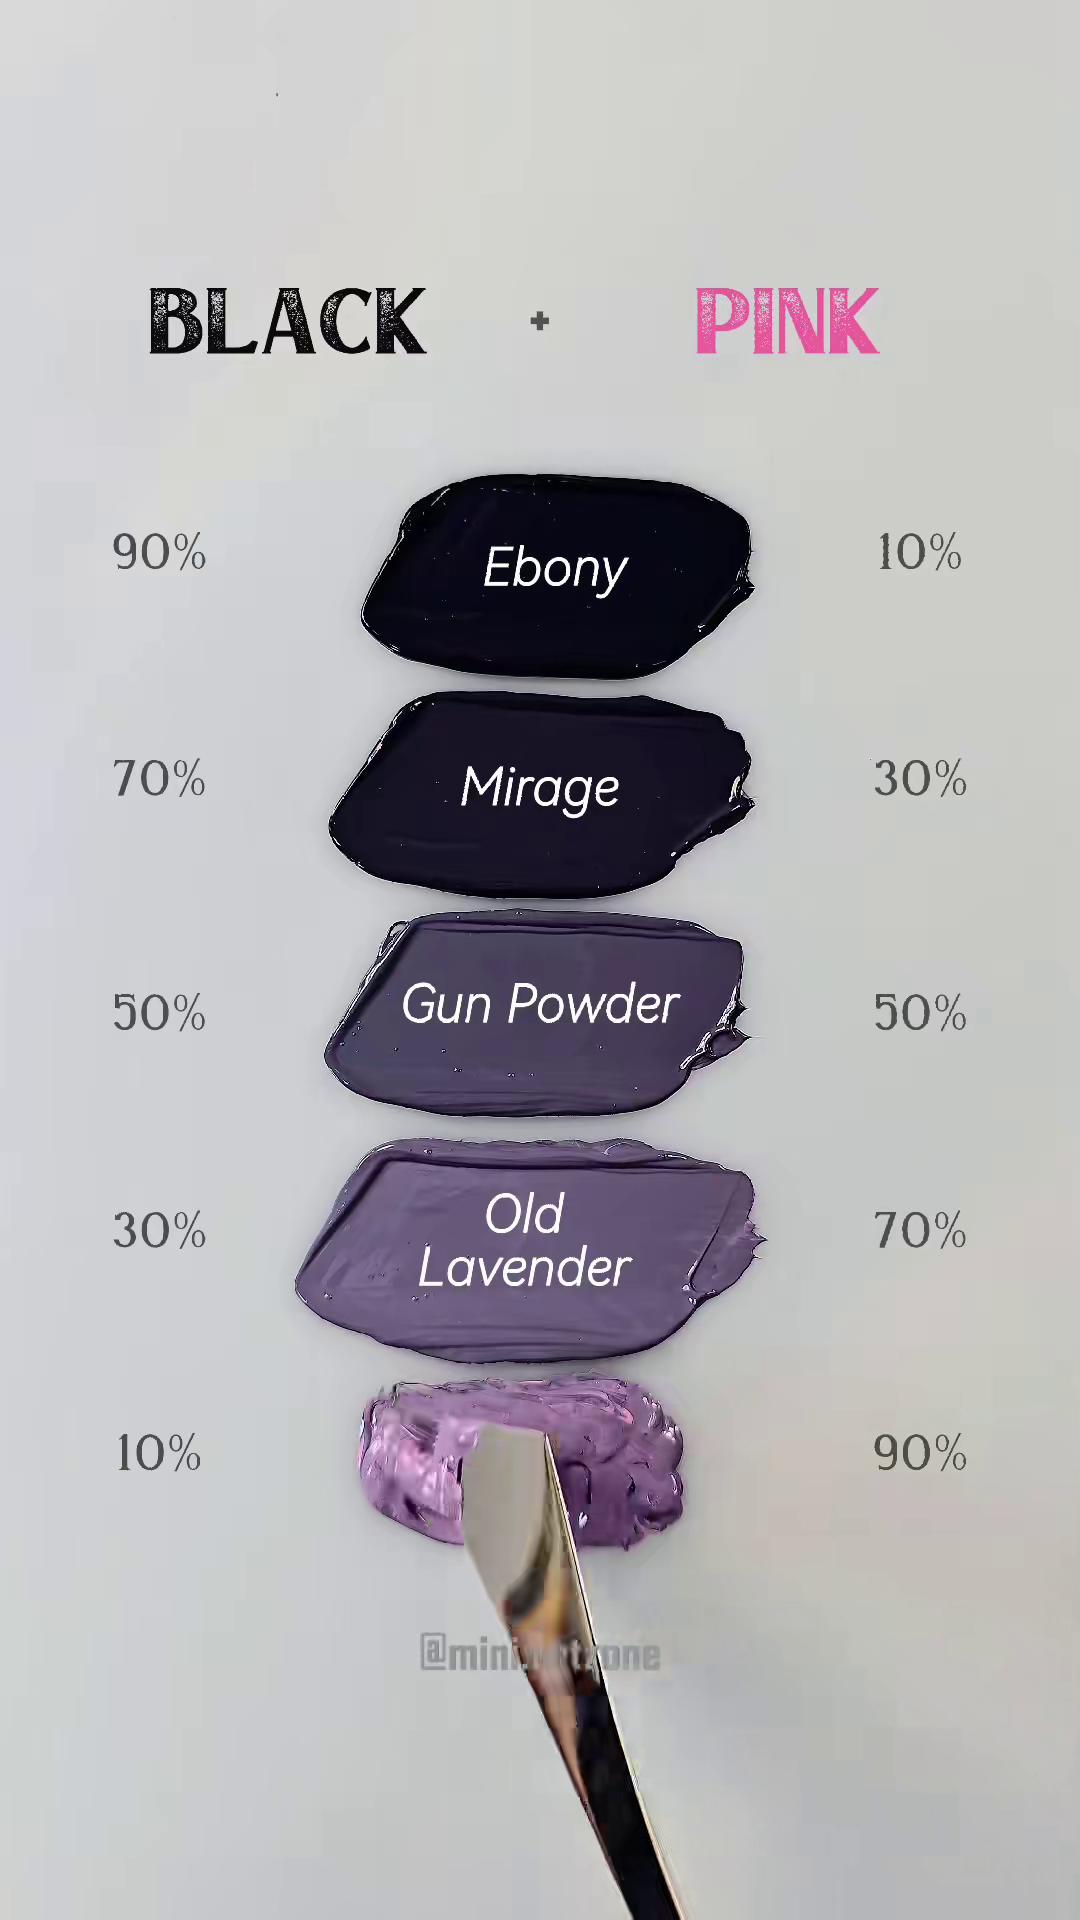 BLACK + PINK
90% Ebony 10%
70% Mirage 30%
50% Gun Powder 50%
30% Old Lavender 70%
10% 90%